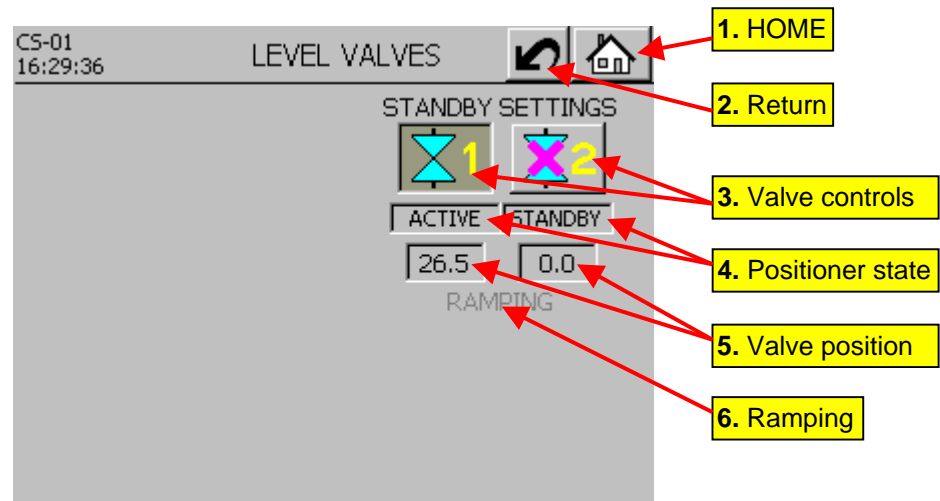 CS-01
16:29:36
LEVEL VALVES
STANDBY SETTINGS
1
2
ACTIVE
STANDBY
26.5
0.0
RAMPING
1. HOME
2. Return
3. Valve controls
4. Positioner state
5. Valve position
6. Ramping